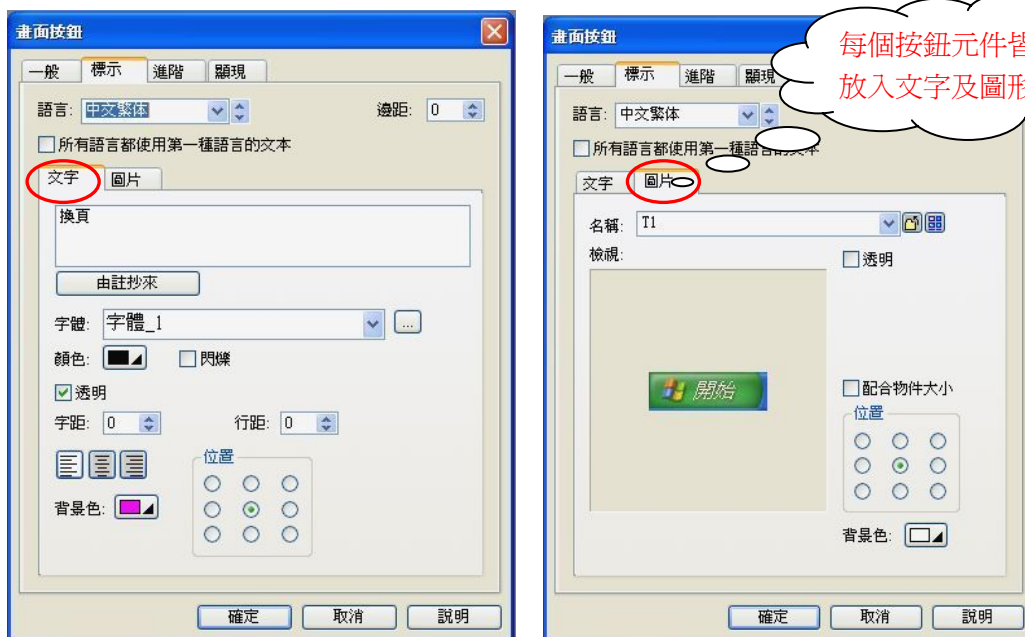 畫面按鈕
一般 標示 進階 顯現
語言: 中文繁体 邊距: 0
所有語言都使用第一種語言的文本
文字 圖片
換頁
由註抄來
字體: 字體_1 ...
顏色: 閃爍
透明
字距: 0 行距: 0
位置
背景色:
確定 取消 說明
畫面按鈕
每個按鈕元件皆
放入文字及圖形
一般 標示 進階 顯現
語言: 中文繁体
所有語言都使用第一種語言的文本
文字 圖片
名稱: T1
檢視: 透明
開始
配合物件大小
位置
背景色:
確定 取消 說明